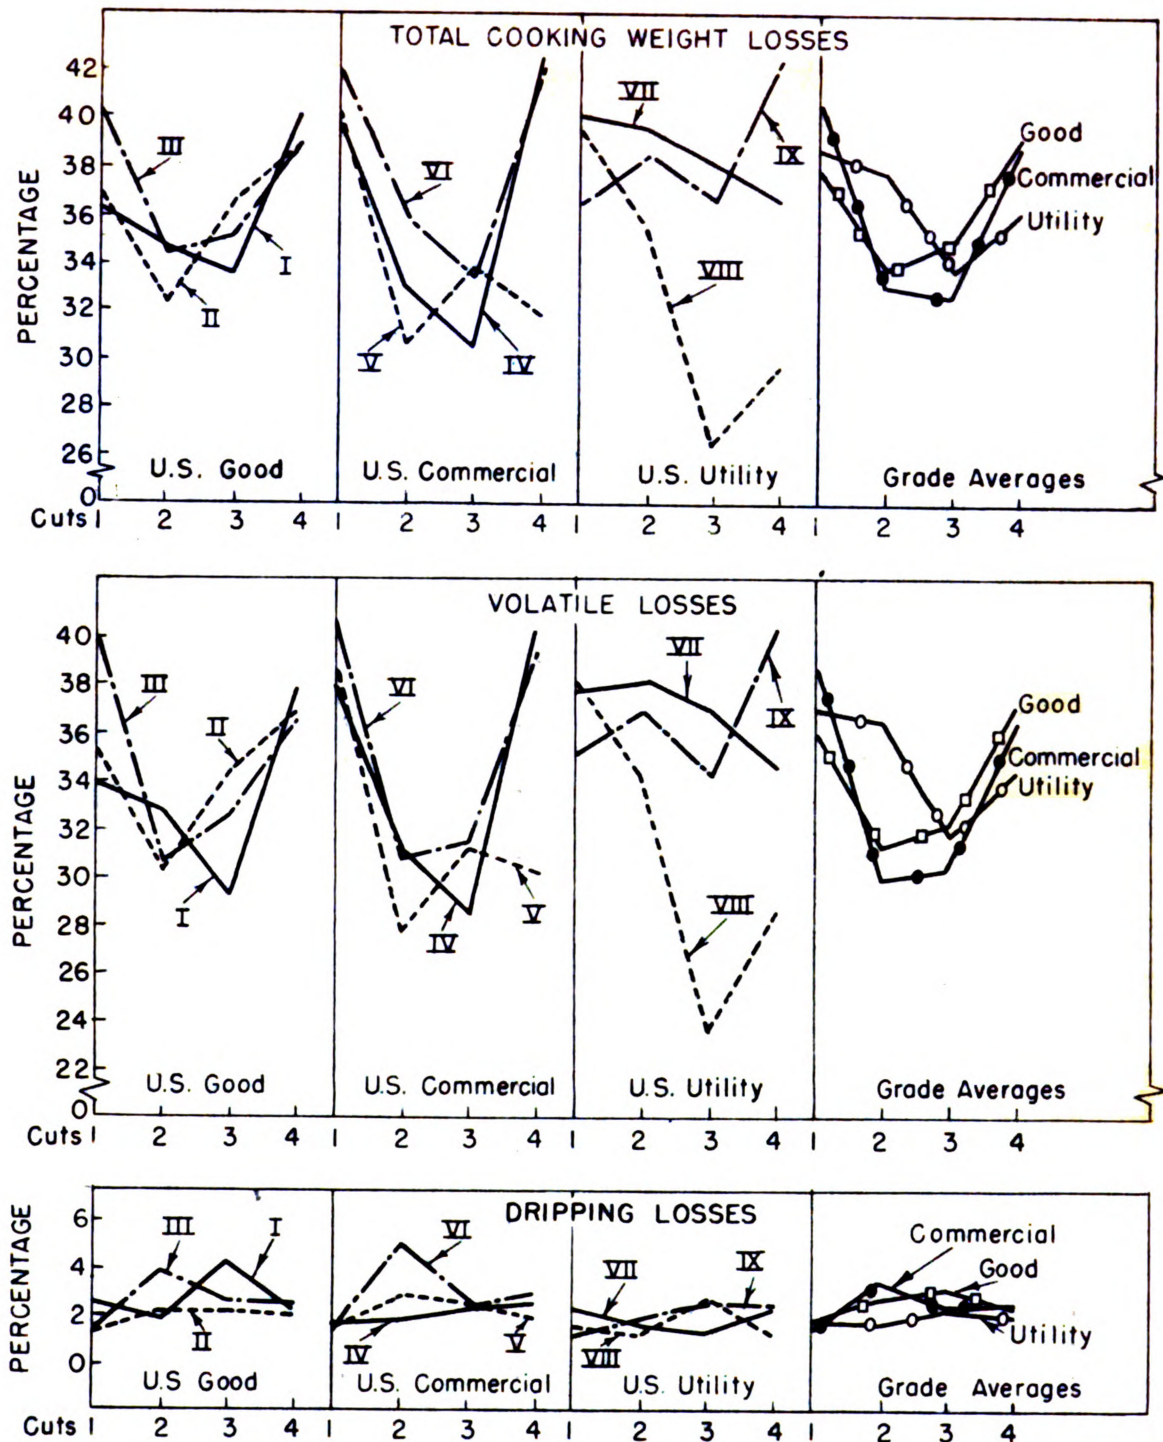 TOTAL COOKING WEIGHT LOSSES
PERCENTAGE
42
40
38
36
34
32
30
28
26
0
III
I
II
VI
V
IV
VII
IX
VIII
Good
Commercial
Utility
U.S. Good
U.S. Commercial
U.S. Utility
Grade Averages
Cuts 1 2 3 4 1 2 3 4 1 2 3 4 1 2 3 4
VOLATILE LOSSES
PERCENTAGE
40
38
36
34
32
30
28
26
24
22
0
III
II
I
VI
IV
V
VII
IX
VIII
Good
Commercial
Utility
U.S. Good
U.S. Commercial
U.S. Utility
Grade Averages
Cuts 1 2 3 4 1 2 3 4 1 2 3 4 1 2 3 4
DRIPPING LOSSES
PERCENTAGE
6
4
2
0
III
I
II
VI
IV
V
VII
IX
VIII
Commercial
Good
Utility
U.S Good
U.S. Commercial
U.S. Utility
Grade Averages
Cuts 1 2 3 4 1 2 3 4 1 2 3 4 1 2 3 4